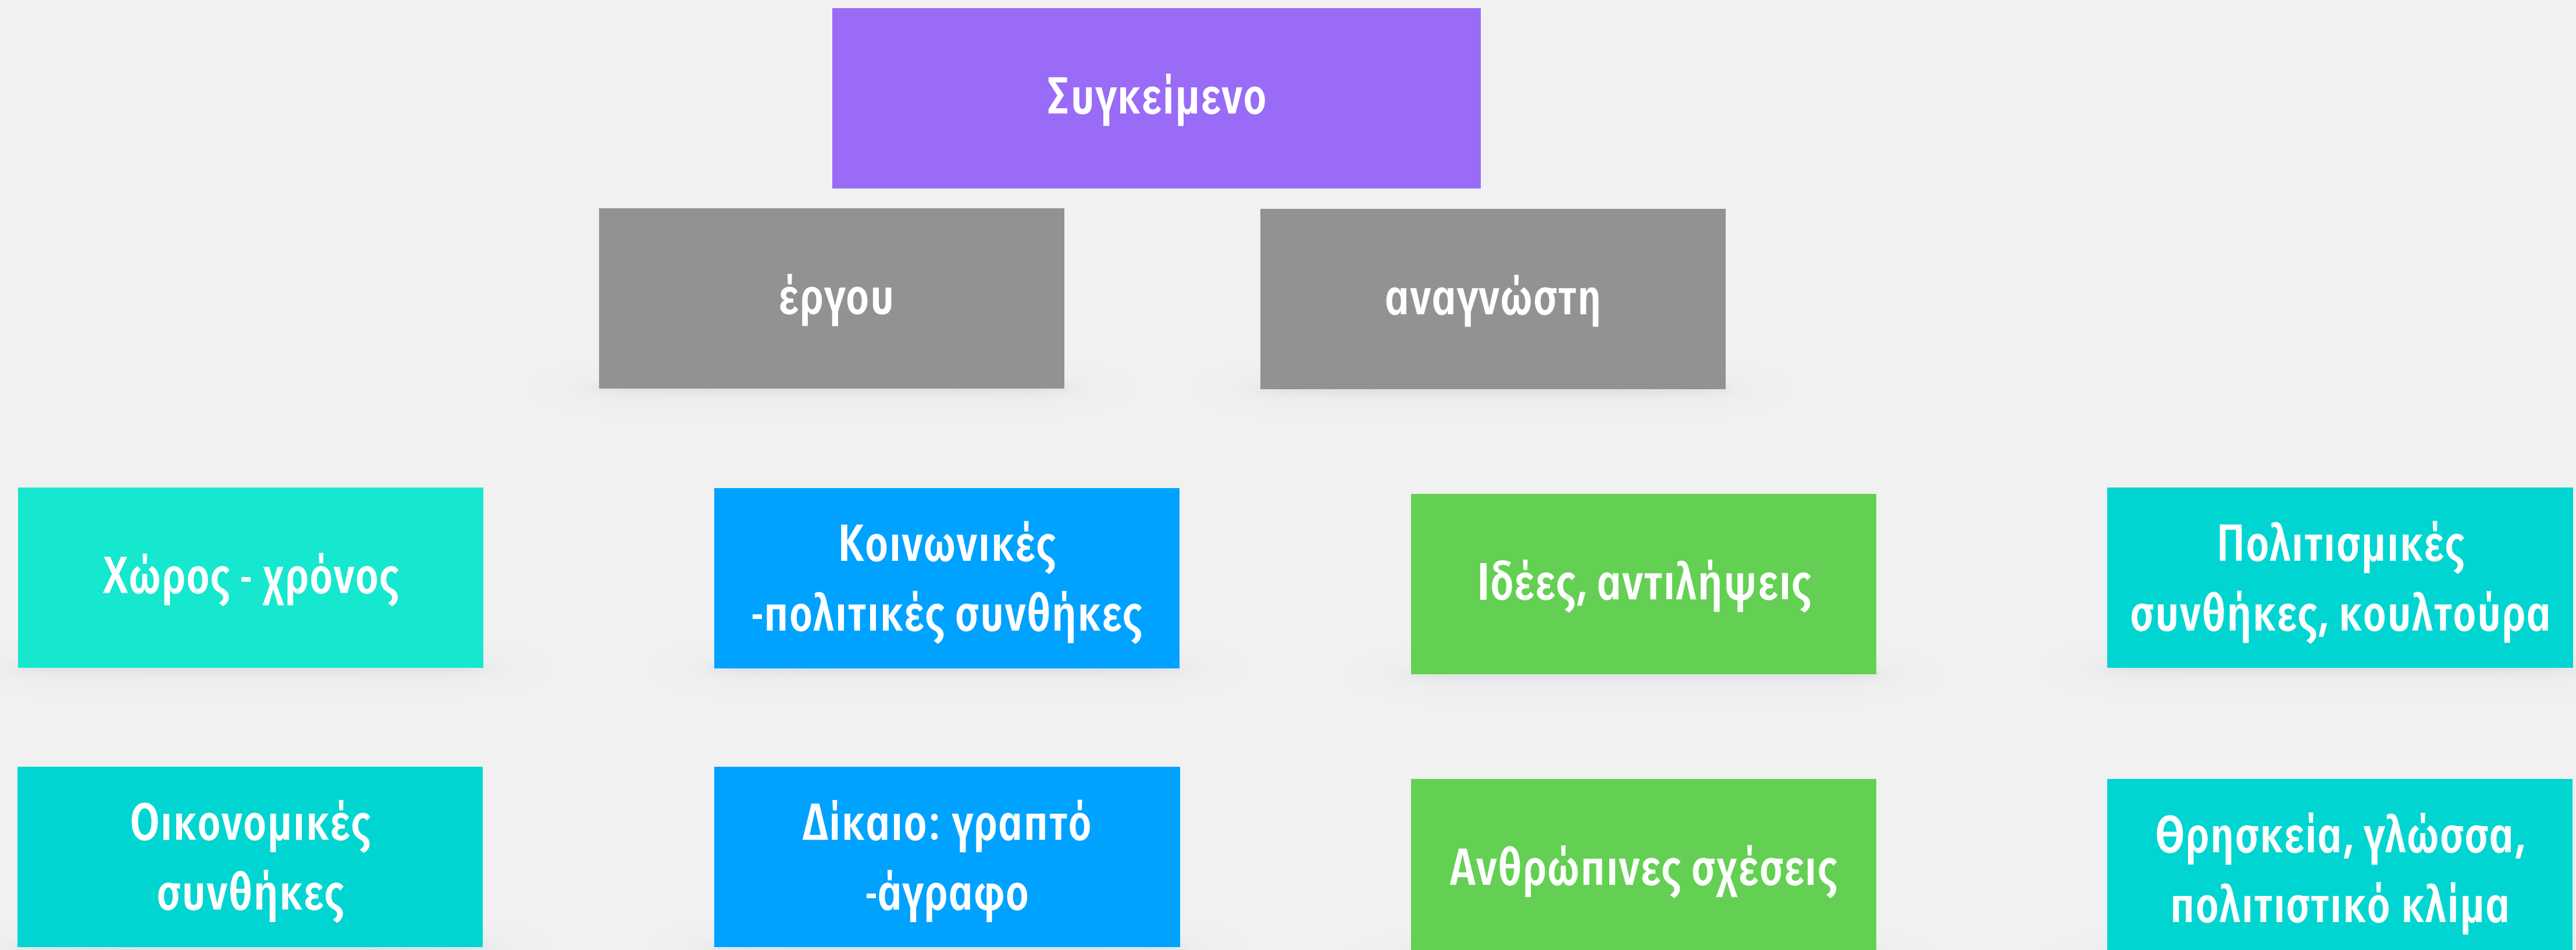 Συγκείμενο
έργου
αναγνώστη
Χώρος - χρόνος
Κοινωνικές
-πολιτικές συνθήκες
Ιδέες, αντιλήψεις
Πολιτισμικές
συνθήκες, κουλτούρα
Οικονομικές
συνθήκες
Δίκαιο: γραπτό
-άγραφο
Ανθρώπινες σχέσεις
Θρησκεία, γλώσσα,
πολιτιστικό κλίμα